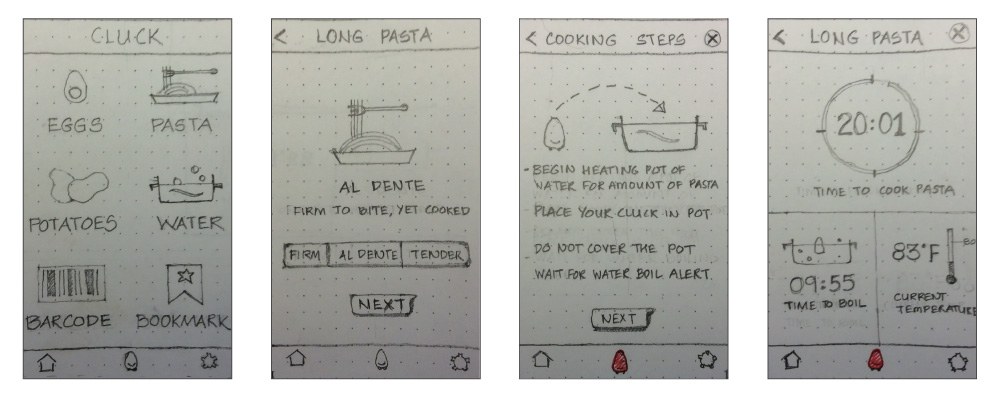 CLUCK
EGGS PASTA
POTATOES WATER
BARCODE BOOKMARK
< LONG PASTA
AL DENTE
FIRM TO BITE, YET COOKED
FIRM AL DENTE TENDER
NEXT
< COOKING STEPS X
- BEGIN HEATING POT OF
WATER FOR AMOUNT OF PASTA
PLACE YOUR CLUCK IN POT
DO NOT COVER THE POT
WAIT FOR WATER BOIL ALERT.
NEXT
< LONG PASTA X
20:01
TIME TO COOK PASTA
09:55
TIME TO BOIL
83°F
BO
CURRENT
TEMPERATURE